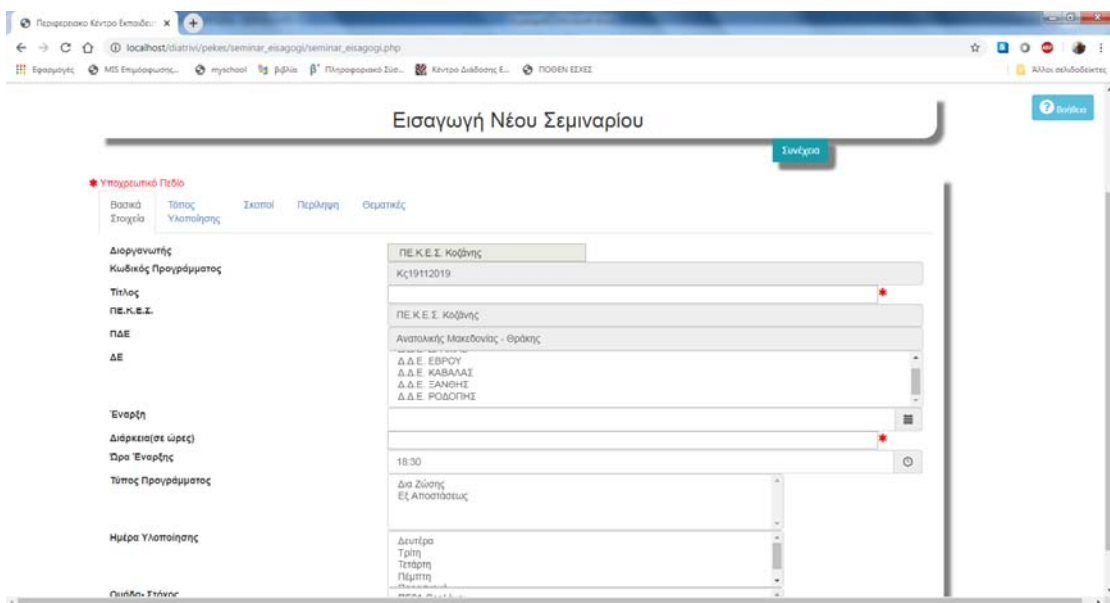 Περιφερειακό Κέντρο Εκπαίδευ
localhost/diatrivi/pekes/seminar_eisagogi/seminar_eisagogi.php
Εφαρμογές MIS Επιμόρφωσης... myschool βιβλία Πληροφοριακό Σύσ... Κέντρο Διάδοσης Ε... ΠΟΘΕΝ ΕΣΧΕΣ Άλλοι σελιδοδείκτες
Βοήθεια
Εισαγωγή Νέου Σεμιναρίου
Συνέχεια
Υποχρεωτικό Πεδίο
Βασικά Στοιχεία
Τόπος Υλοποίησης
Σκοποί
Περίληψη
Θεματικές
Διοργανωτής ΠΕ.Κ.Ε.Σ. Κοζάνης
Κωδικός Προγράμματος Κς19112019
Τίτλος
ΠΕ.Κ.Ε.Σ. ΠΕ.Κ.Ε.Σ. Κοζάνης
ΠΔΕ Ανατολικής Μακεδονίας - Θράκης
ΔΕ
Δ.Δ.Ε. ΕΒΡΟΥ
Δ.Δ.Ε. ΚΑΒΑΛΑΣ
Δ.Δ.Ε. ΞΑΝΘΗΣ
Δ.Δ.Ε. ΡΟΔΟΠΗΣ
Έναρξη
Διάρκεια(σε ώρες)
Ώρα Έναρξης 18:30
Τύπος Προγράμματος Δια Ζώσης
Εξ Αποστάσεως
Ημέρα Υλοποίησης Δευτέρα
Τρίτη
Τετάρτη
Πέμπτη
Ομάδα- Στόχος